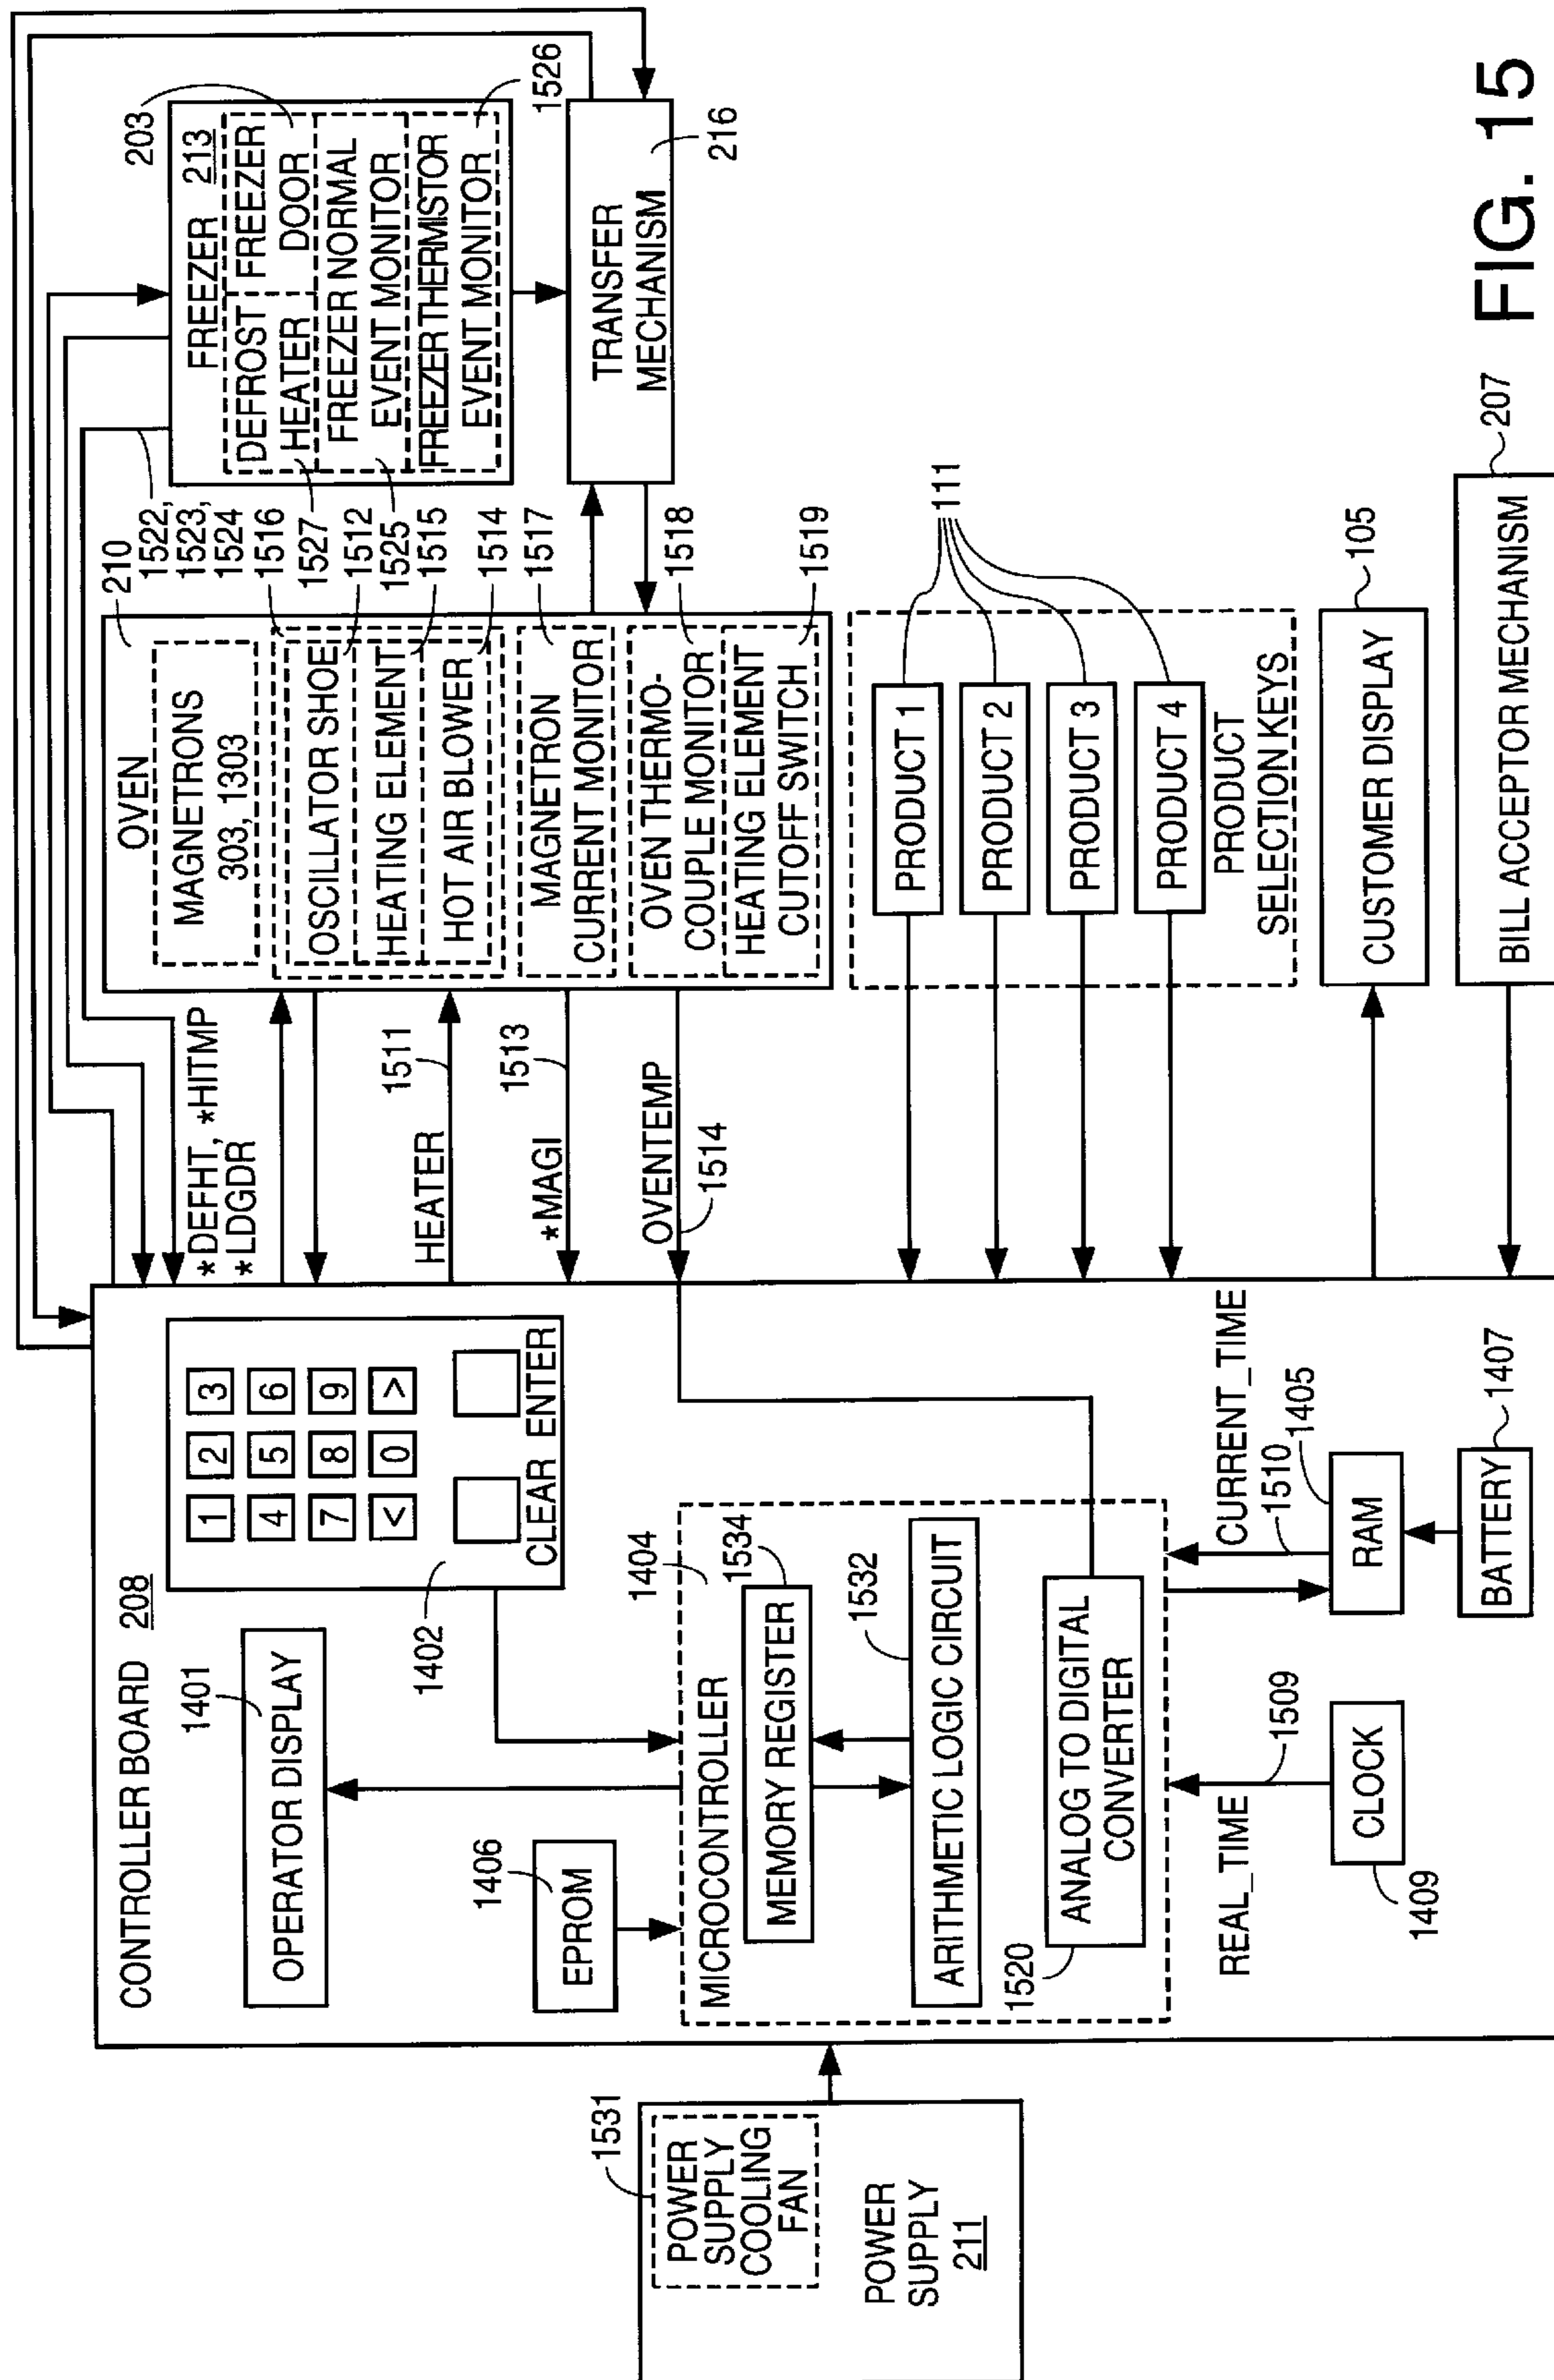 POWER
SUPPLY
COOLING
FAN
1531
POWER
SUPPLY
211
CONTROLLER BOARD 208
OPERATOR DISPLAY
1401
1
2
3
4
5
6
7
8
9
<
0
>
CLEAR
ENTER
1402
EPROM
1406
MICROCONTROLLER
1404
MEMORY REGISTER
1534
ARITHMETIC LOGIC CIRCUIT
1532
ANALOG TO DIGITAL
CONVERTER
1520
REAL_TIME
1509
CLOCK
1409
CURRENT_TIME
1510
1405
RAM
BATTERY
1407
*DEFHT, *HITMP
*LDGDR
HEATER
1511
*MAGI
1513
OVENTEMP
1514
OVEN
210
MAGNETRONS
303, 1303
OSCILLATOR SHOE
HEATING ELEMENT
HOT AIR BLOWER
MAGNETRON
CURRENT MONITOR
OVEN THERMO-
COUPLE MONITOR
HEATING ELEMENT
CUTOFF SWITCH
1522,
1523,
1524
1516
1527
1512
1525
1515
1514
1517
1518
1519
FREEZER 213
203
DEFROST
HEATER
FREEZER
DOOR
FREEZER NORMAL
EVENT MONITOR
FREEZER THERMISTOR
EVENT MONITOR
1526
TRANSFER
MECHANISM
216
PRODUCT 1
PRODUCT 2
PRODUCT 3
PRODUCT 4
111
PRODUCT
SELECTION KEYS
CUSTOMER DISPLAY
105
BILL ACCEPTOR MECHANISM
207
FIG. 15